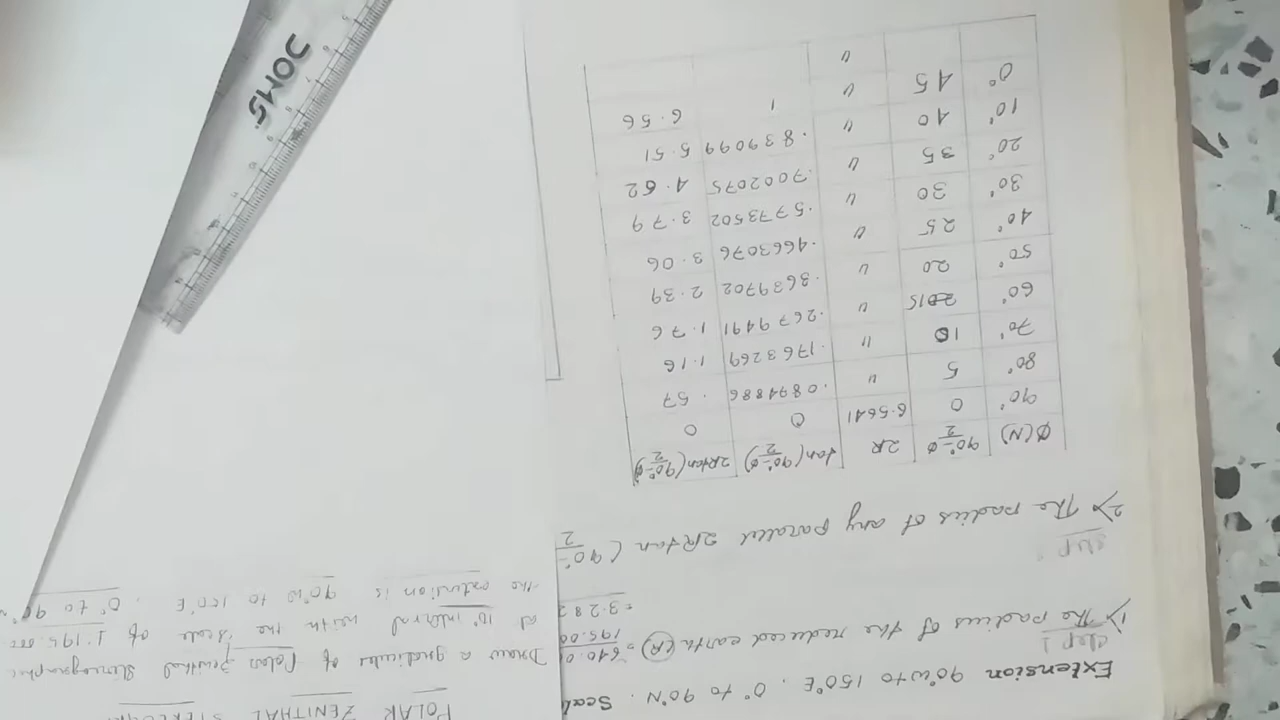 Extension 90°W to 150°E. 0° to 90°N. Scal
step 1
1) The radius of the reduced earth (R) = 640.0
195.00
= 3.282
step
2) The radius of any parallel 2R tan (90°-
2
Ø(N) 90°-Ø/2 2R tan(90°-Ø/2) 2Rtan(90°-Ø/2)
90° 0 6.5641 0 0
80° 5 " .0874886 .57
70° 10 " .1763269 1.16
60° 15 " .2679491 1.76
50° 20 " .3639702 2.39
40° 25 " .4663076 3.06
30° 30 " .5773502 3.79
20° 35 " .7002075 4.62
10° 40 " .839099 5.51
0° 45 " 1 6.56
"
POLAR ZENITHAL STEREOGR
Draw a graticules of Polar Zenithal Stereographic
at 10° interval with the scale of 1:195 000
the extension is 90°W to 150°E. 0° to 90°N
JOMS